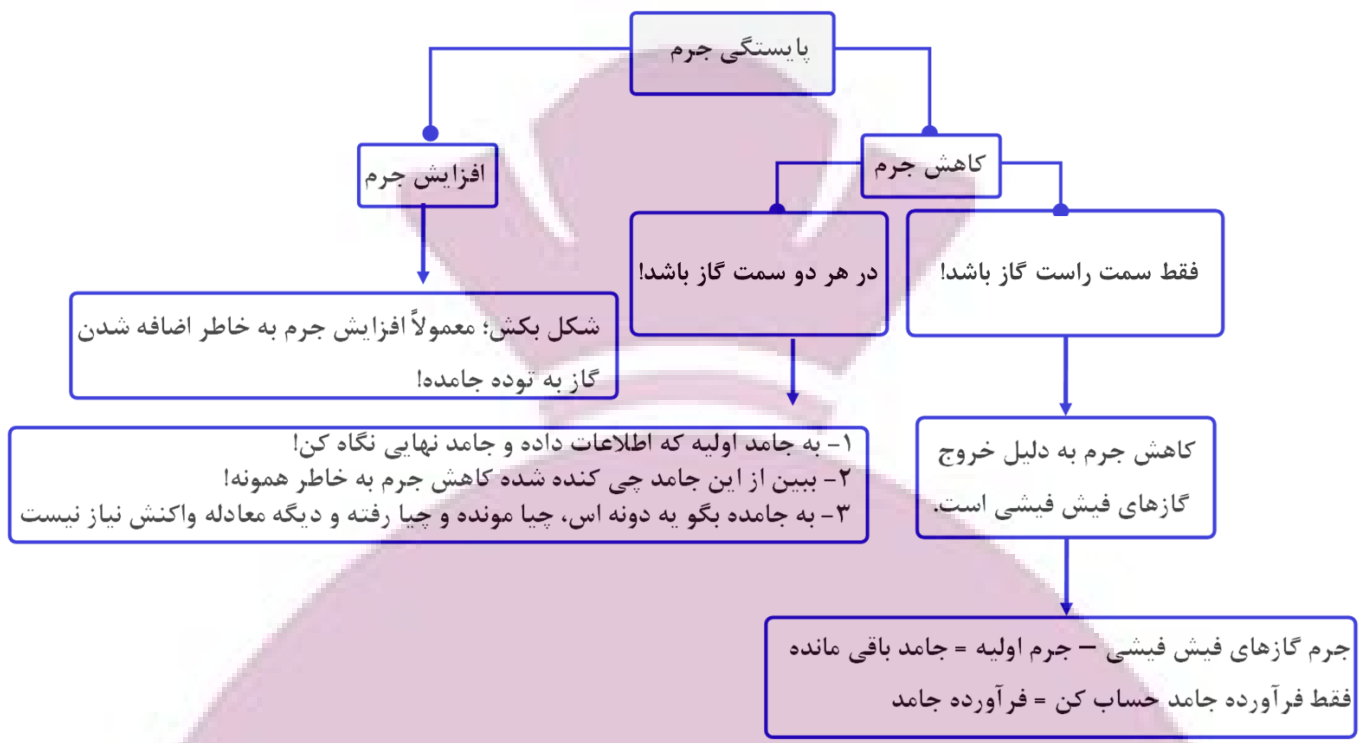 پایستگی جرم
کاهش جرم
افزایش جرم
فقط سمت راست گاز باشد!
در هر دو سمت گاز باشد!
شکل بکش؛ معمولاً افزایش جرم به خاطر اضافه شدن
گاز به توده جامده!
کاهش جرم به دلیل خروج
گازهای فیش فیشی است.
۱- به جامد اولیه که اطلاعات داده و جامد نهایی نگاه کن!
۲- ببین از این جامد چی کنده شده کاهش جرم به خاطر همونه!
۳- به جامده بگو یه دونه اس، چیا مونده و چیا رفته و دیگه معادله واکنش نیاز نیست
جرم گازهای فیش فیشی – جرم اولیه = جامد باقی مانده
فقط فرآورده جامد حساب کن = فرآورده جامد